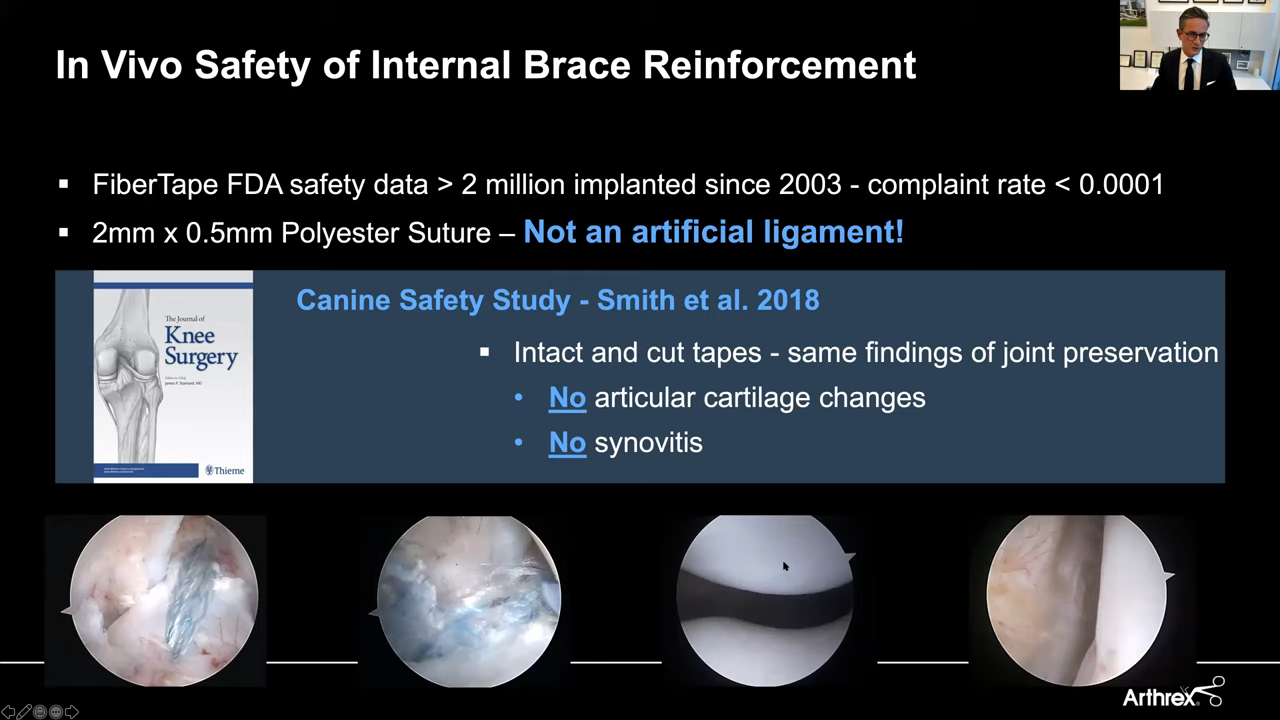 In Vivo Safety of Internal Brace Reinforcement
▪ FiberTape FDA safety data > 2 million implanted since 2003 - complaint rate < 0.0001
▪ 2mm x 0.5mm Polyester Suture – Not an artificial ligament!
Canine Safety Study - Smith et al. 2018
▪ Intact and cut tapes - same findings of joint preservation
• No articular cartilage changes
• No synovitis
The Journal of
Knee
Surgery
Thieme
Arthrex